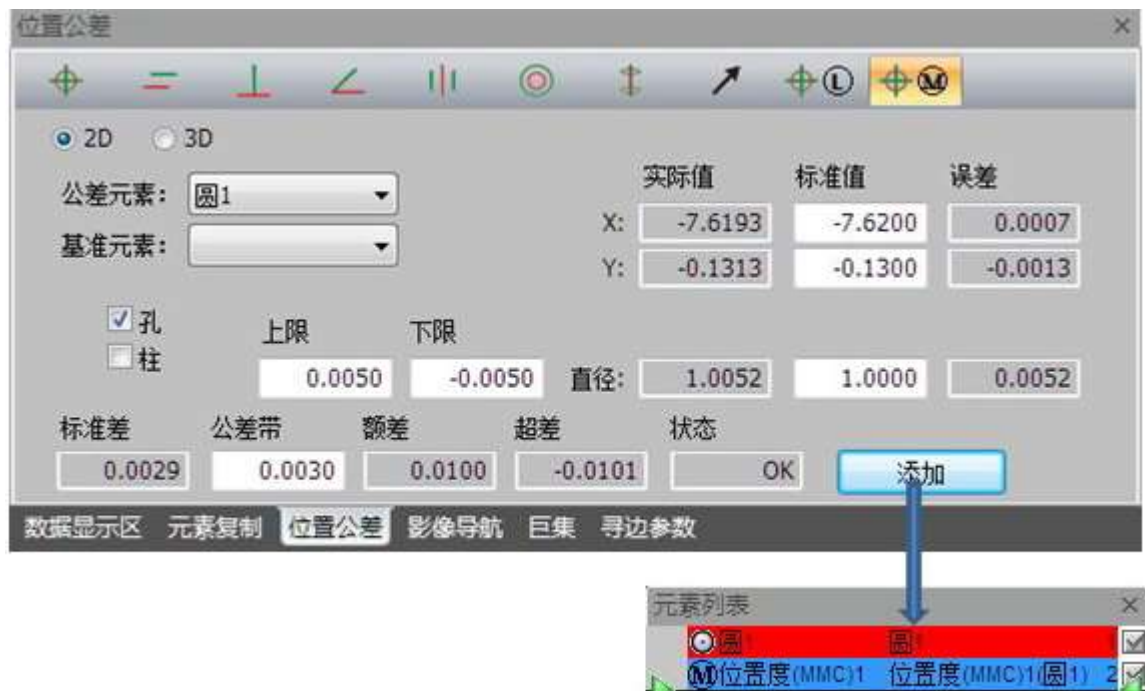 位置公差
Ⓛ Ⓜ
2D 3D
实际值 标准值 误差
公差元素: 圆1
X: -7.6193 -7.6200 0.0007
基准元素:
Y: -0.1313 -0.1300 -0.0013
孔
上限 下限
柱
0.0050 -0.0050 直径: 1.0052 1.0000 0.0052
标准差 公差带 额差 超差 状态
0.0029 0.0030 0.0100 -0.0101 OK 添加
数据显示区 元素复制 位置公差 影像导航 巨集 寻边参数
元素列表
圆1 圆1 1
Ⓜ位置度(MMC)1 位置度(MMC)1(圆1) 2